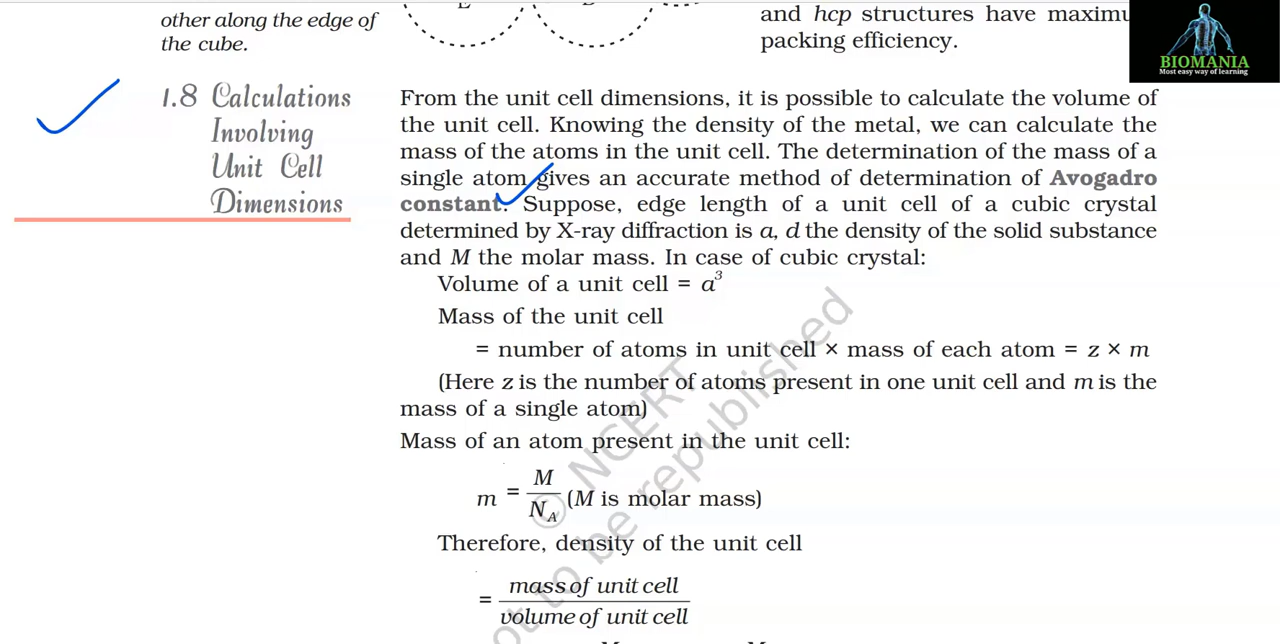 other along the edge of
the cube.
and hcp structures have maximu
packing efficiency.
BIOMANIA
Most easy way of learning
1.8 Calculations
Involving
Unit Cell
Dimensions
From the unit cell dimensions, it is possible to calculate the volume of
the unit cell. Knowing the density of the metal, we can calculate the
mass of the atoms in the unit cell. The determination of the mass of a
single atom gives an accurate method of determination of Avogadro
constant. Suppose, edge length of a unit cell of a cubic crystal
determined by X-ray diffraction is a, d the density of the solid substance
and M the molar mass. In case of cubic crystal:
Volume of a unit cell = a³
Mass of the unit cell
= number of atoms in unit cell × mass of each atom = z × m
(Here z is the number of atoms present in one unit cell and m is the
mass of a single atom)
Mass of an atom present in the unit cell:
m = M / N_A (M is molar mass)
Therefore, density of the unit cell
= mass of unit cell / volume of unit cell
© NCERT
not to be republished